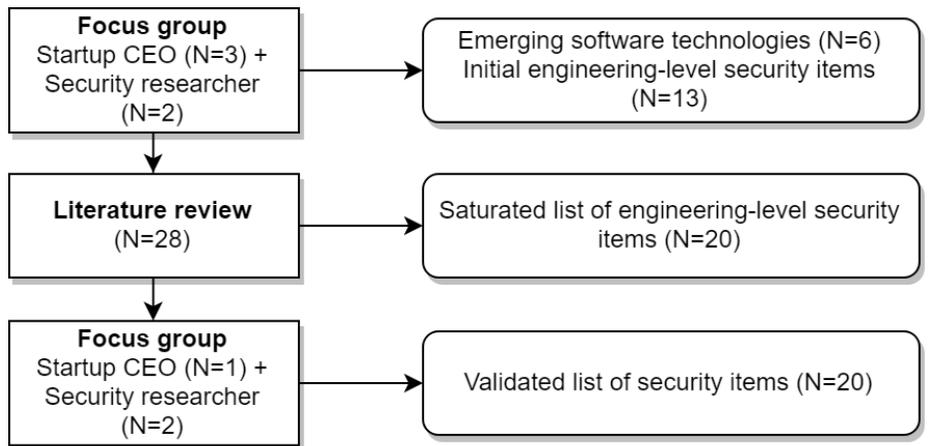 Focus group
Startup CEO (N=3) +
Security researcher
(N=2)
Emerging software technologies (N=6)
Initial engineering-level security items
(N=13)
Literature review
(N=28)
Saturated list of engineering-level security
items (N=20)
Focus group
Startup CEO (N=1) +
Security researcher
(N=2)
Validated list of security items (N=20)